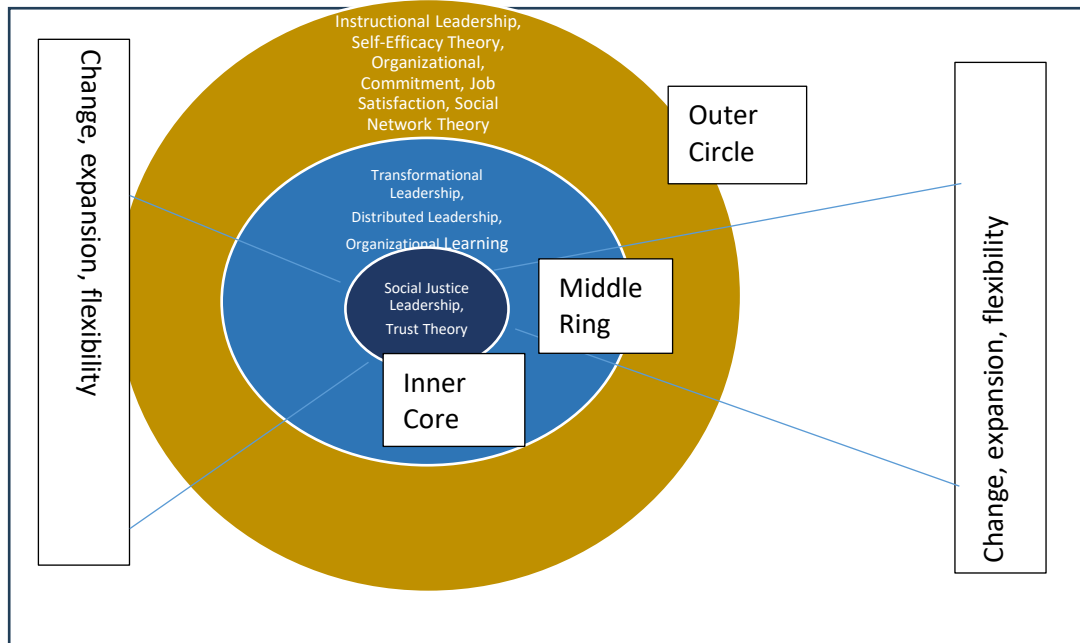 Change, expansion, flexibility
Instructional Leadership,
Self-Efficacy Theory,
Organizational,
Commitment, Job
Satisfaction, Social
Network Theory
Outer
Circle
Transformational
Leadership,
Distributed Leadership,
Organizational Learning
Middle
Ring
Social Justice
Leadership,
Trust Theory
Inner
Core
Change, expansion, flexibility